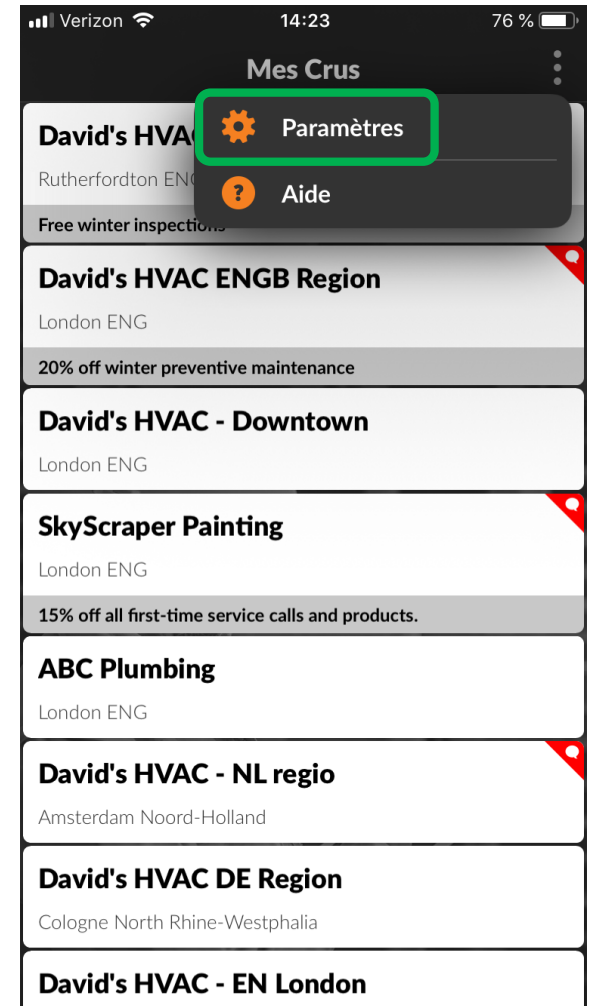 Verizon 14:23 76 %
Mes Crus
Paramètres
Aide
David's HVA
Rutherfordton
Free winter inspections
David's HVAC ENGB Region
London ENG
20% off winter preventive maintenance
David's HVAC - Downtown
London ENG
SkyScraper Painting
London ENG
15% off all first-time service calls and products.
ABC Plumbing
London ENG
David's HVAC - NL regio
Amsterdam Noord-Holland
David's HVAC DE Region
Cologne North Rhine-Westphalia
David's HVAC - EN London